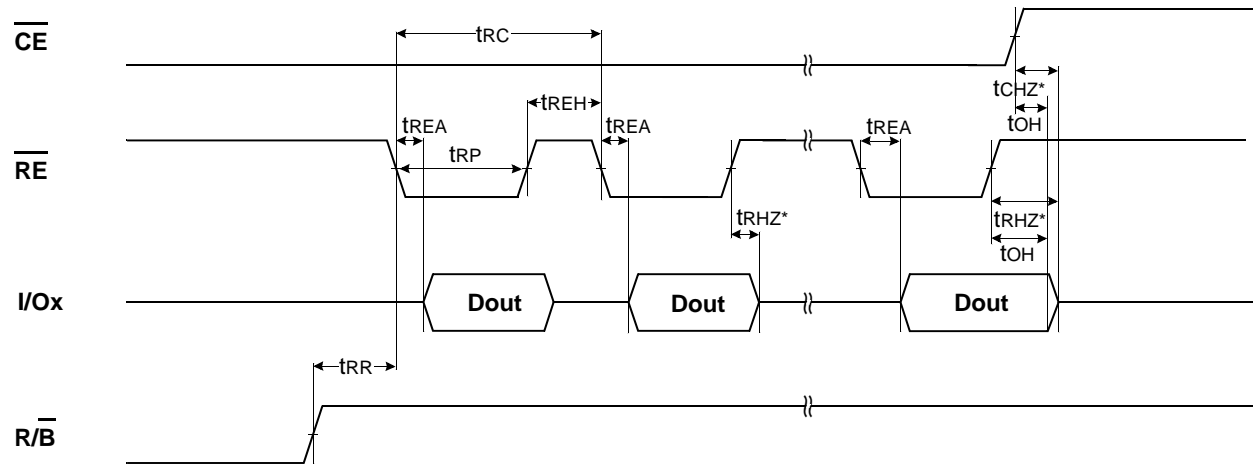 CE
tRC
tCHZ*
tREH
tOH
tREA
tREA
tREA
tRP
RE
tRHZ*
tRHZ*
tOH
I/Ox
Dout
Dout
Dout
tRR
R/B